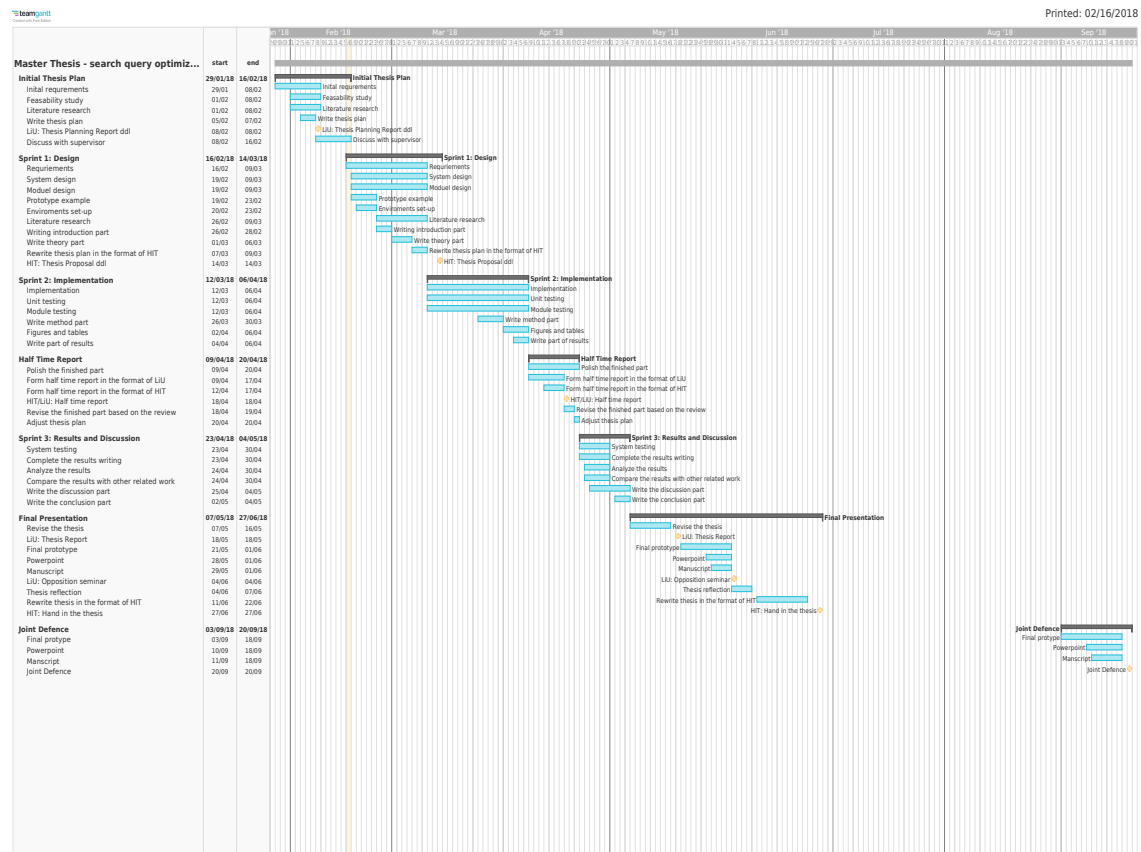 teamgantt
Created with Free Edition
Printed: 02/16/2018
Feb '18 Mar '18 Apr '18 May '18 Jun '18 Jul '18 Aug '18 Sep '18
Master Thesis - search query optimiz... start end
Initial Thesis Plan 29/01/18 16/02/18 Initial Thesis Plan
Inital requrements 29/01 08/02 Inital requrements
Feasability study 01/02 08/02 Feasability study
Literature research 01/02 08/02 Literature research
Write thesis plan 05/02 07/02 Write thesis plan
LiU: Thesis Planning Report ddl 08/02 08/02 LiU: Thesis Planning Report ddl
Discuss with supervisor 08/02 16/02 Discuss with supervisor
Sprint 1: Design 16/02/18 14/03/18 Sprint 1: Design
Requriements 16/02 09/03 Requriements
System design 19/02 09/03 System design
Moduel design 19/02 09/03 Moduel design
Prototype example 19/02 23/02 Prototype example
Enviroments set-up 20/02 23/02 Enviroments set-up
Literature research 26/02 09/03 Literature research
Writing introduction part 26/02 28/02 Writing introduction part
Write theory part 01/03 06/03 Write theory part
Rewrite thesis plan in the format of HIT 07/03 09/03 Rewrite thesis plan in the format of HIT
HIT: Thesis Proposal ddl 14/03 14/03 HIT: Thesis Proposal ddl
Sprint 2: Implementation 12/03/18 06/04/18 Sprint 2: Implementation
Implementation 12/03 06/04 Implementation
Unit testing 12/03 06/04 Unit testing
Module testing 12/03 06/04 Module testing
Write method part 26/03 30/03 Write method part
Figures and tables 02/04 06/04 Figures and tables
Write part of results 04/04 06/04 Write part of results
Half Time Report 09/04/18 20/04/18 Half Time Report
Polish the finished part 09/04 20/04 Polish the finished part
Form half time report in the format of LiU 09/04 17/04 Form half time report in the format of LiU
Form half time report in the format of HIT 12/04 17/04 Form half time report in the format of HIT
HIT/LiU: Half time report 18/04 18/04 HIT/LiU: Half time report
Revise the finished part based on the review 18/04 19/04 Revise the finished part based on the review
Adjust thesis plan 20/04 20/04 Adjust thesis plan
Sprint 3: Results and Discussion 23/04/18 04/05/18 Sprint 3: Results and Discussion
System testing 23/04 30/04 System testing
Complete the results writing 23/04 30/04 Complete the results writing
Analyze the results 24/04 30/04 Analyze the results
Compare the results with other related work 24/04 30/04 Compare the results with other related work
Write the discussion part 25/04 04/05 Write the discussion part
Write the conclusion part 02/05 04/05 Write the conclusion part
Final Presentation 07/05/18 27/06/18 Final Presentation
Revise the thesis 07/05 16/05 Revise the thesis
LiU: Thesis Report 18/05 18/05 LiU: Thesis Report
Final prototype 21/05 01/06 Final prototype
Powerpoint 28/05 01/06 Powerpoint
Manuscript 29/05 01/06 Manuscript
LiU: Opposition seminar 04/06 04/06 LiU: Opposition seminar
Thesis reflection 04/06 07/06 Thesis reflection
Rewrite thesis in the format of HIT 11/06 22/06 Rewrite thesis in the format of HIT
HIT: Hand in the thesis 27/06 27/06 HIT: Hand in the thesis
Joint Defence 03/09/18 20/09/18 Joint Defence
Final protype 03/09 18/09 Final protype
Powerpoint 10/09 18/09 Powerpoint
Manscript 11/09 18/09 Manscript
Joint Defence 20/09 20/09 Joint Defence